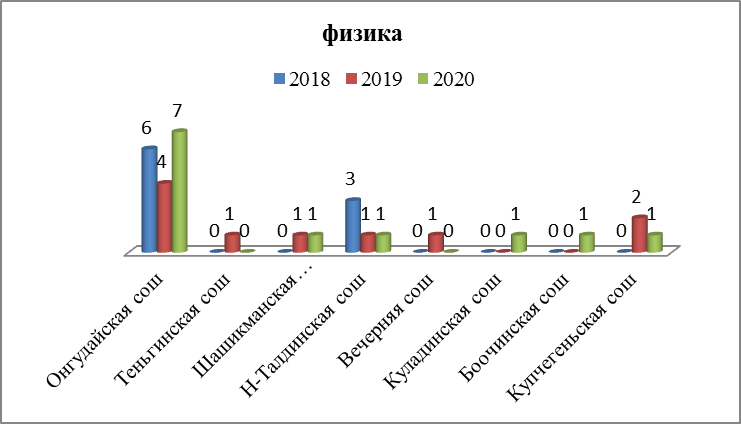 физика
2018 2019 2020
6 4 7
0 1 0
0 1 1
3 1 1
0 1 0
0 0 1
0 0 1
0 2 1
Онгудайская сош
Теньгинская сош
Шашикманская…
Н-Талдинская сош
Вечерняя сош
Куладинская сош
Боочинская сош
Купчегеньская сош